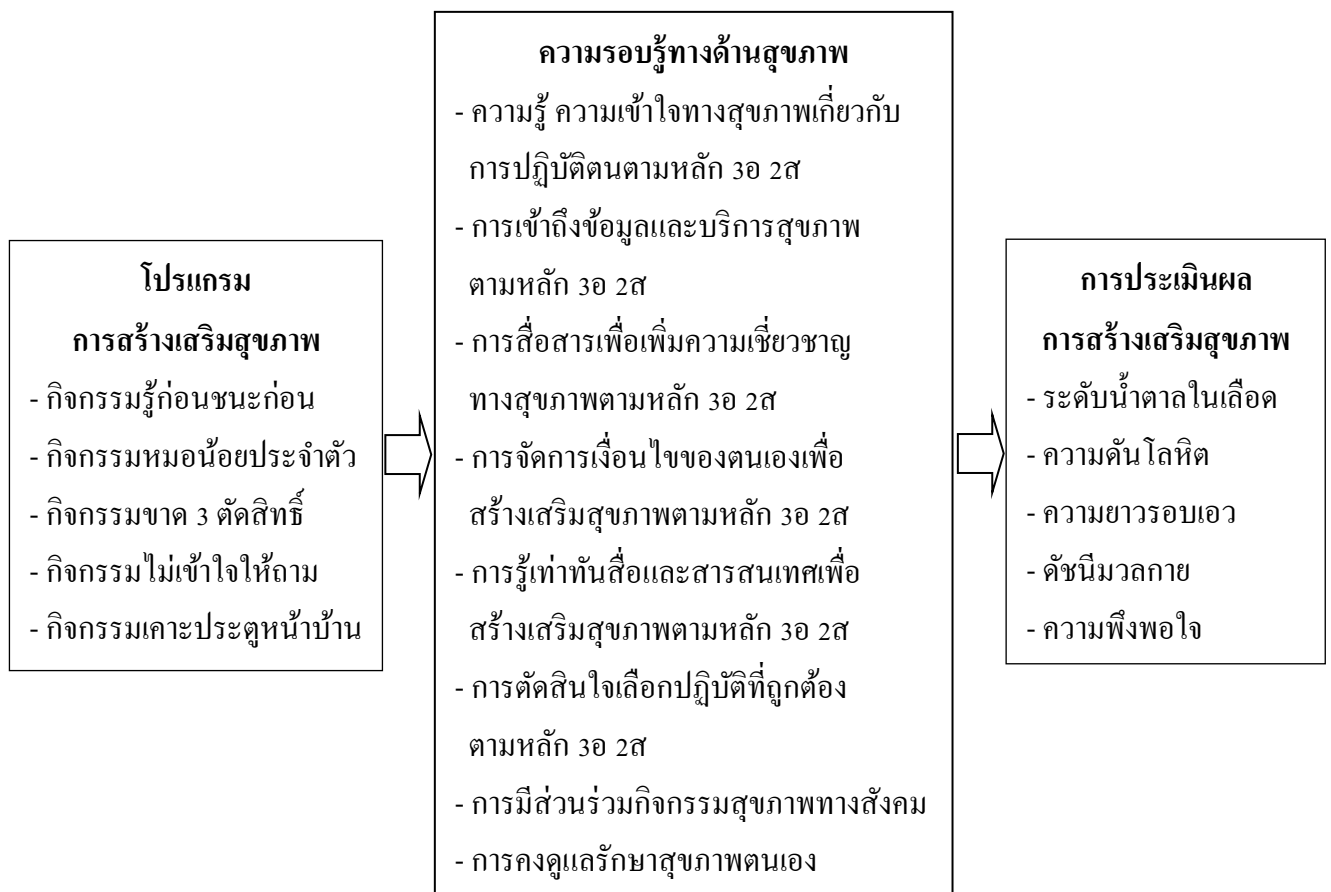 โปรแกรม
การสร้างเสริมสุขภาพ
- กิจกรรมรู้ก่อนชนะก่อน
- กิจกรรมหมอน้อยประจำตัว
- กิจกรรมขาด 3 ตัดสิทธิ์
- กิจกรรมไม่เข้าใจให้ถาม
- กิจกรรมเคาะประตูหน้าบ้าน
ความรอบรู้ทางด้านสุขภาพ
- ความรู้ ความเข้าใจทางสุขภาพเกี่ยวกับ
การปฏิบัติตนตามหลัก 3อ 2ส
- การเข้าถึงข้อมูลและบริการสุขภาพ
ตามหลัก 3อ 2ส
- การสื่อสารเพื่อเพิ่มความเชี่ยวชาญ
ทางสุขภาพตามหลัก 3อ 2ส
- การจัดการเงื่อนไขของตนเองเพื่อ
สร้างเสริมสุขภาพตามหลัก 3อ 2ส
- การรู้เท่าทันสื่อและสารสนเทศเพื่อ
สร้างเสริมสุขภาพตามหลัก 3อ 2ส
- การตัดสินใจเลือกปฏิบัติที่ถูกต้อง
ตามหลัก 3อ 2ส
- การมีส่วนร่วมกิจกรรมสุขภาพทางสังคม
- การคงดูแลรักษาสุขภาพตนเอง
การประเมินผล
การสร้างเสริมสุขภาพ
- ระดับน้ำตาลในเลือด
- ความดันโลหิต
- ความยาวรอบเอว
- ดัชนีมวลกาย
- ความพึงพอใจ